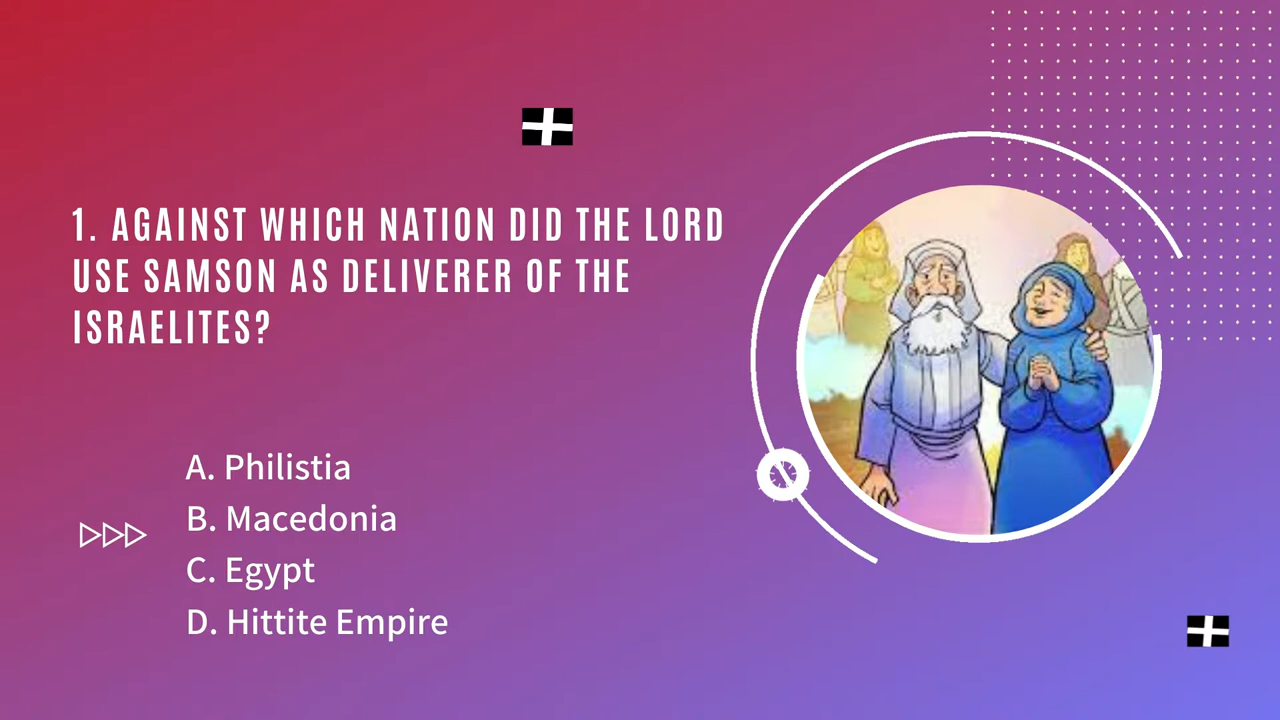 1. AGAINST WHICH NATION DID THE LORD
USE SAMSON AS DELIVERER OF THE
ISRAELITES?
A. Philistia
B. Macedonia
C. Egypt
D. Hittite Empire